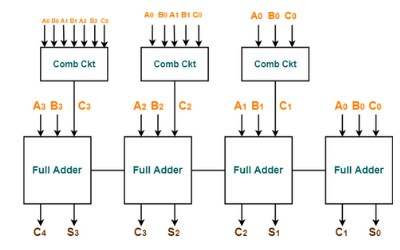 A₀ B₀ A₁ B₁ A₂ B₂ C₀
A₀ B₀ A₁ B₁ C₀
A₀ B₀ C₀
Comb Ckt
Comb Ckt
Comb Ckt
A₃ B₃ C₃
A₂ B₂ C₂
A₁ B₁ C₁
A₀ B₀ C₀
Full Adder
Full Adder
Full Adder
Full Adder
C₄ S₃
C₃ S₂
C₂ S₁
C₁ S₀